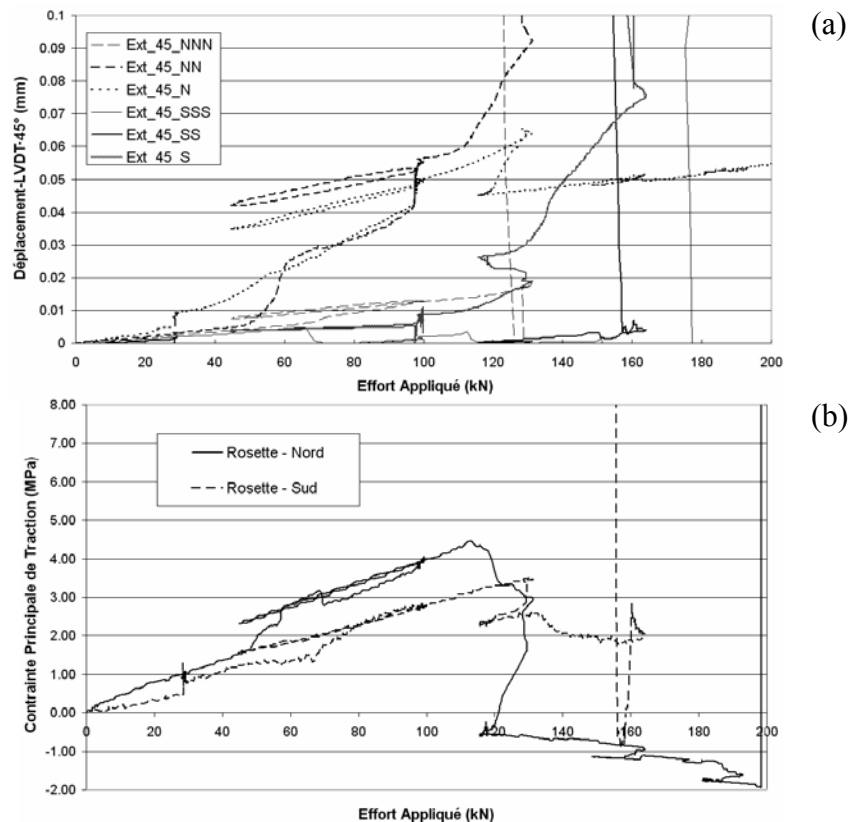 (a)
0.1
0.09
0.08
0.07
0.06
0.05
0.04
0.03
0.02
0.01
0
Déplacement-LVDT-45° (mm)
Ext_45_NNN
Ext_45_NN
Ext_45_N
Ext_45_SSS
Ext_45_SS
Ext_45_S
0 20 40 60 80 100 120 140 160 180 200
Effort Appliqué (kN)
(b)
8.00
7.00
6.00
5.00
4.00
3.00
2.00
1.00
0.00
-1.00
-2.00
Contrainte Principale de Traction (MPa)
Rosette - Nord
Rosette - Sud
0 20 40 60 80 100 120 140 160 180 200
Effort Appliqué (kN)